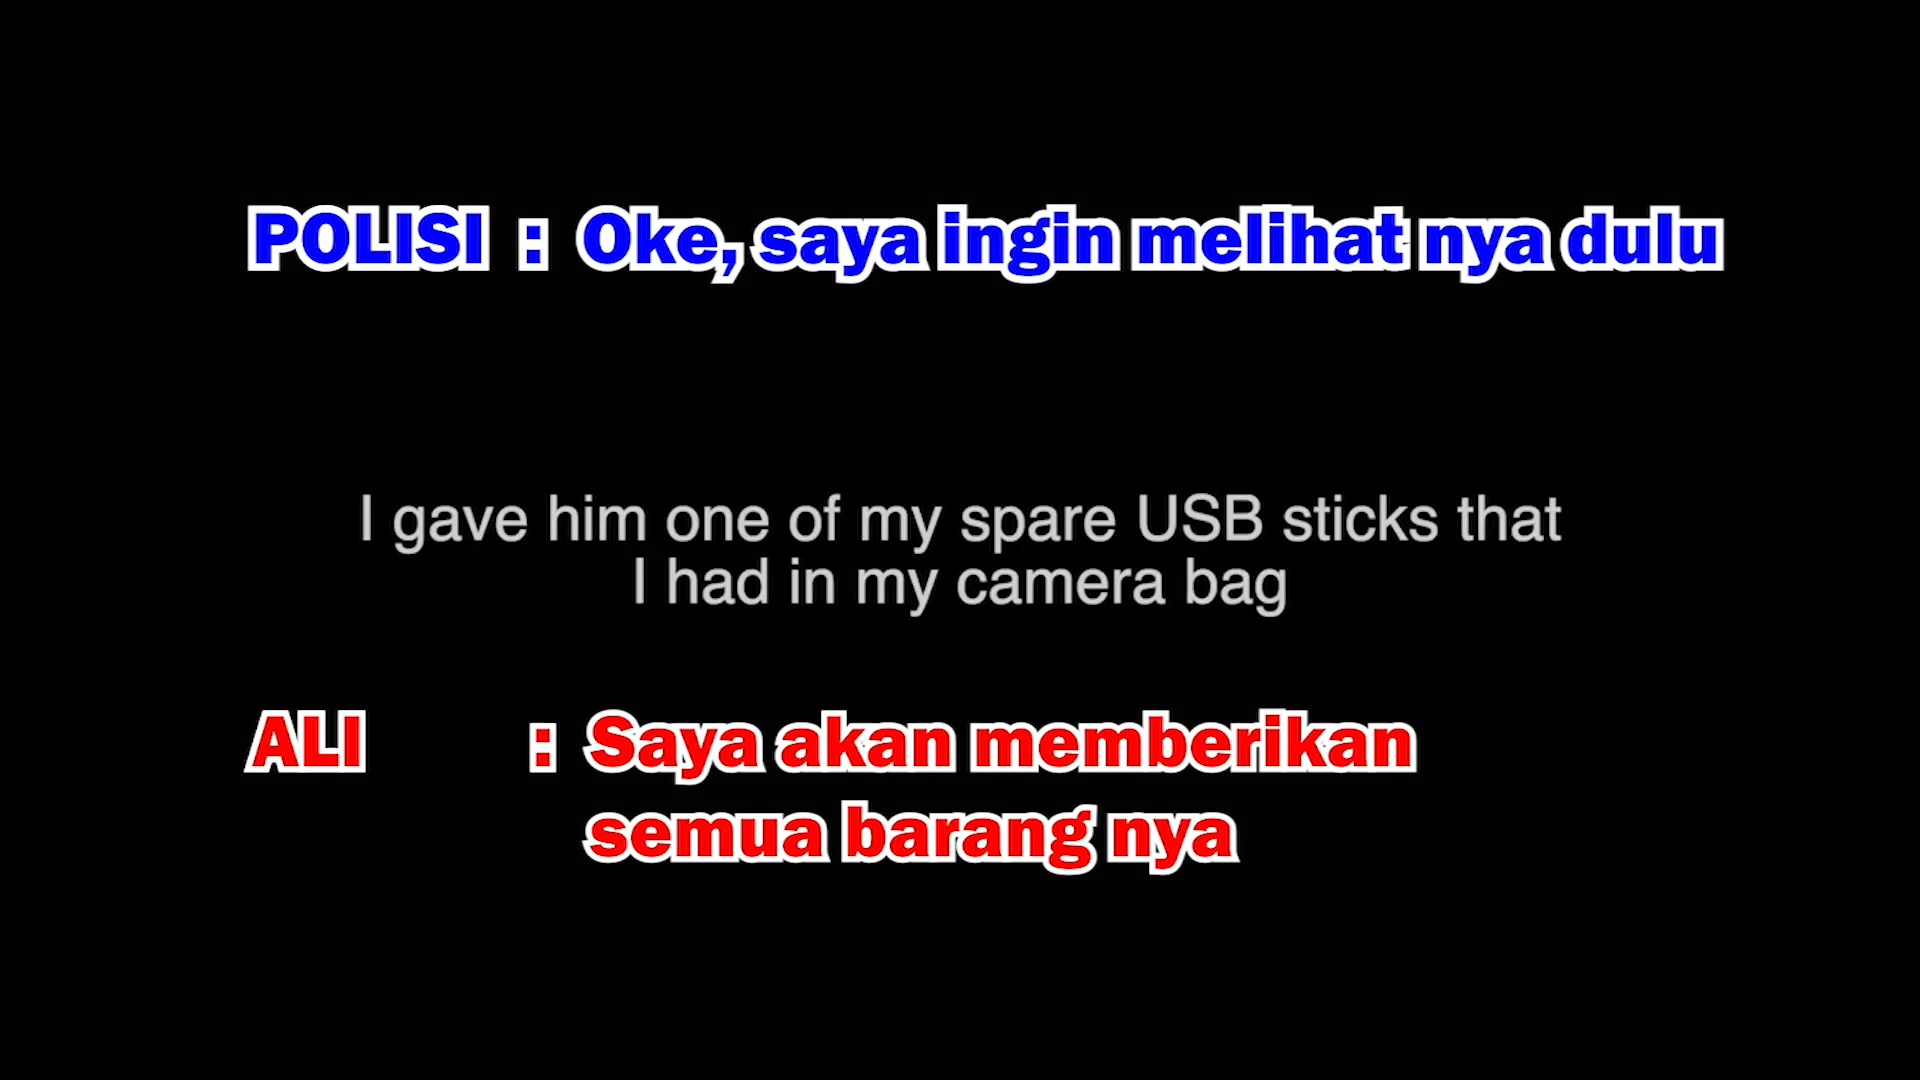 POLISI : Oke, saya ingin melihat nya dulu
I gave him one of my spare USB sticks that
I had in my camera bag
ALI : Saya akan memberikan
semua barang nya